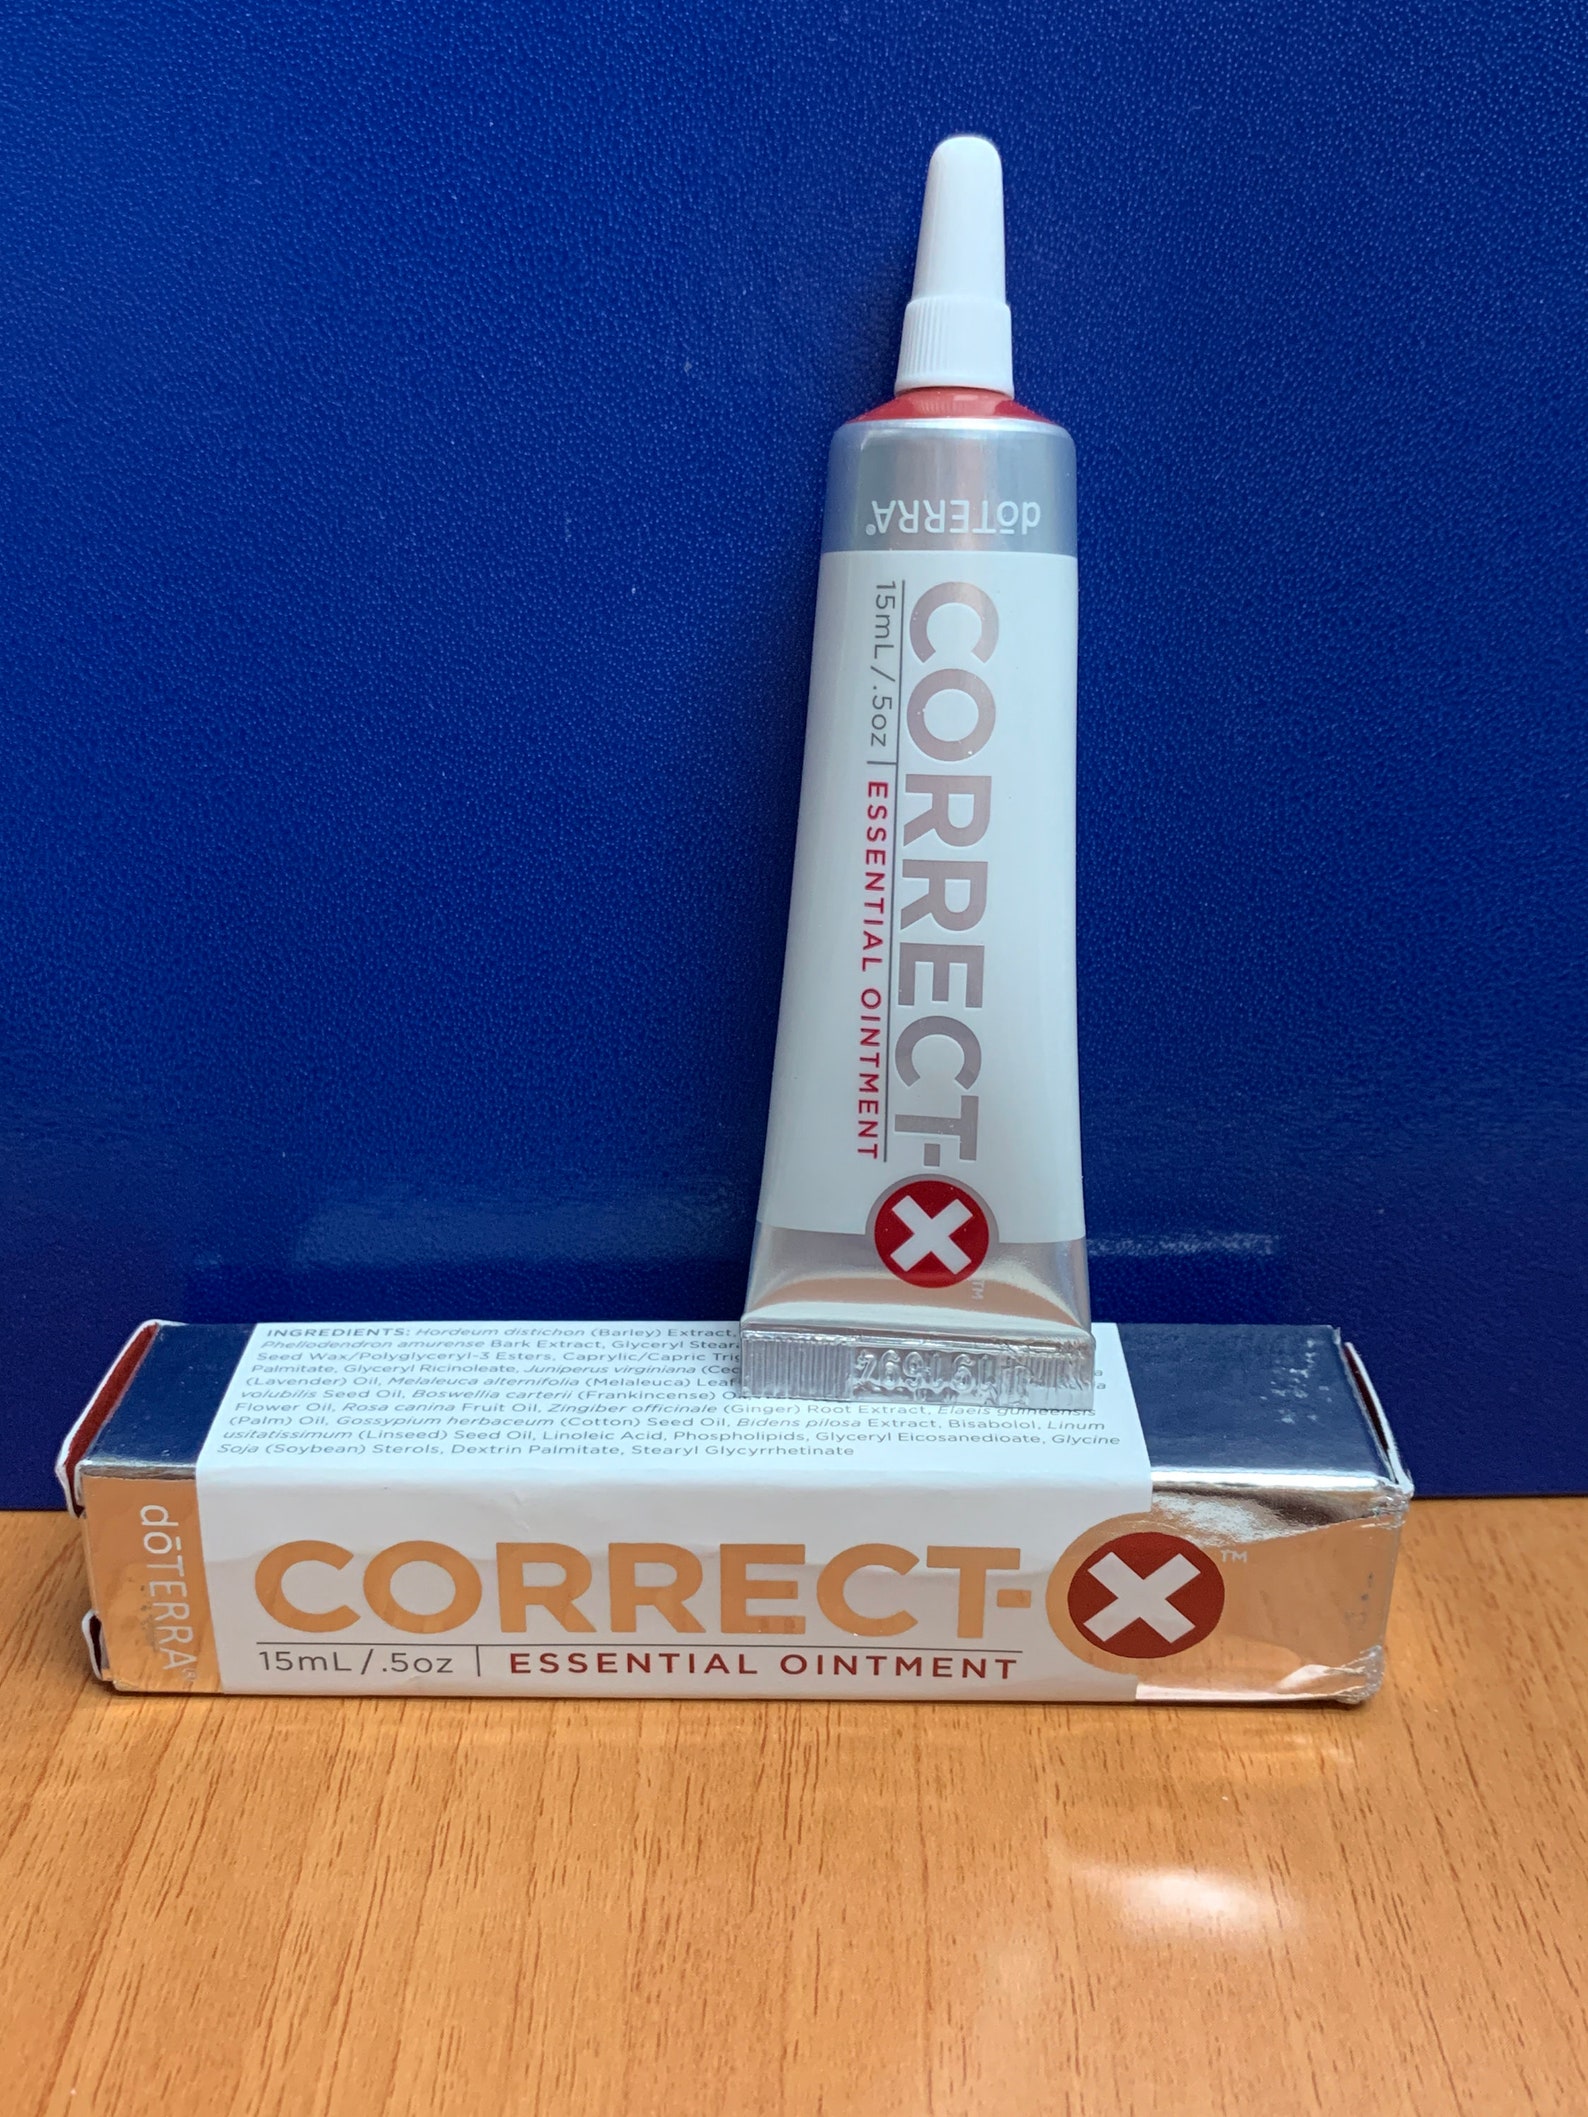 dōTERRA®
CORRECT-X™
15mL/.5oz | ESSENTIAL OINTMENT
INGREDIENTS: Hordeum distichon (Barley) Extract,
Phellodendron amurense Bark Extract, Glyceryl
Seed Wax/Polyglyceryl-3 Esters, Caprylic/Capric
Palmitate, Glyceryl Ricinoleate, Juniperus virginiana
(Lavender) Oil, Melaleuca alternifolia (Melaleuca)
volubilis Seed Oil, Boswellia carterii (Frankincense)
Flower Oil, Rosa canina Fruit Oil, Zingiber officinale (Ginger) Root Extract, Elaeis guineensis
(Palm) Oil, Gossypium herbaceum (Cotton) Seed Oil, Bidens pilosa Extract, Bisabolol, Linum
usitatissimum (Linseed) Seed Oil, Linoleic Acid, Phospholipids, Glyceryl Eicosanedioate, Glycine
Soja (Soybean) Sterols, Dextrin Palmitate, Stearyl Glycyrrhetinate
dōTERRA®
CORRECT-X™
15mL/.5oz | ESSENTIAL OINTMENT